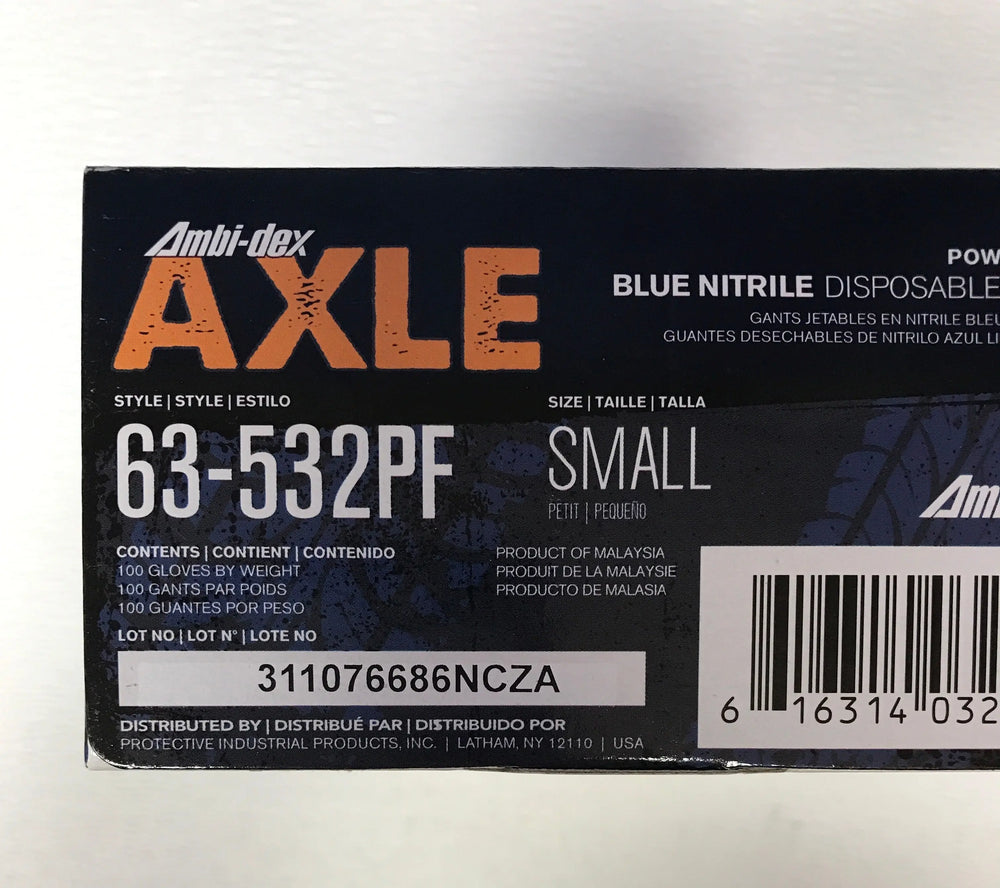 Ambi-dex
AXLE
POW
BLUE NITRILE DISPOSABLE
GANTS JETABLES EN NITRILE BLEU
GUANTES DESECHABLES DE NITRILO AZUL LI
STYLE | STYLE | ESTILO
63-532PF
SIZE | TAILLE | TALLA
SMALL
PETIT | PEQUEÑO
Am
CONTENTS | CONTIENT | CONTENIDO
100 GLOVES BY WEIGHT
100 GANTS PAR POIDS
100 GUANTES POR PESO
PRODUCT OF MALAYSIA
PRODUIT DE LA MALAYSIE
PRODUCTO DE MALASIA
LOT NO | LOT N° | LOTE NO
311076686NCZA
6 16314 032
DISTRIBUTED BY | DISTRIBUÉ PAR | DISTRIBUIDO POR
PROTECTIVE INDUSTRIAL PRODUCTS, INC. | LATHAM, NY 12110 | USA